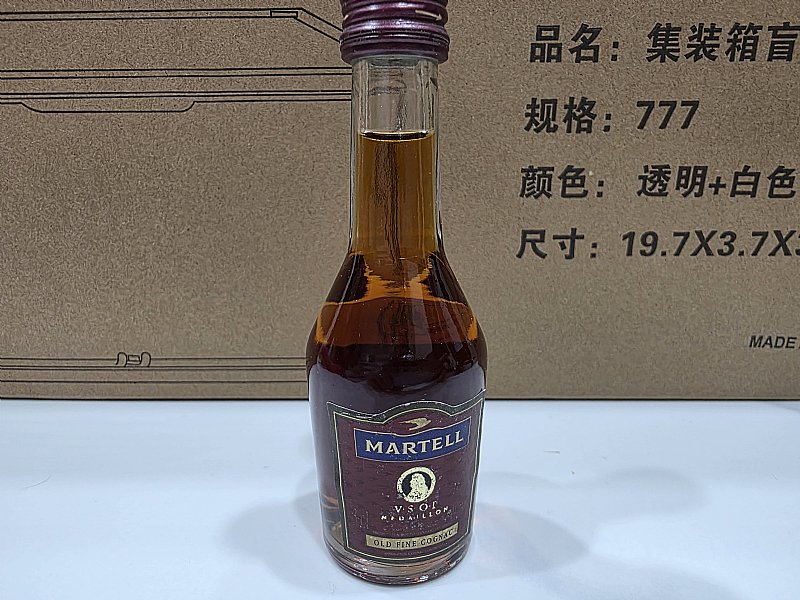 品名：集装箱盲
规格：777
颜色：透明+白色
尺寸：19.7X3.7X3
MADE
MARTELL
V.S.O.P
MEDAILLON
OLD FINE COGNAC